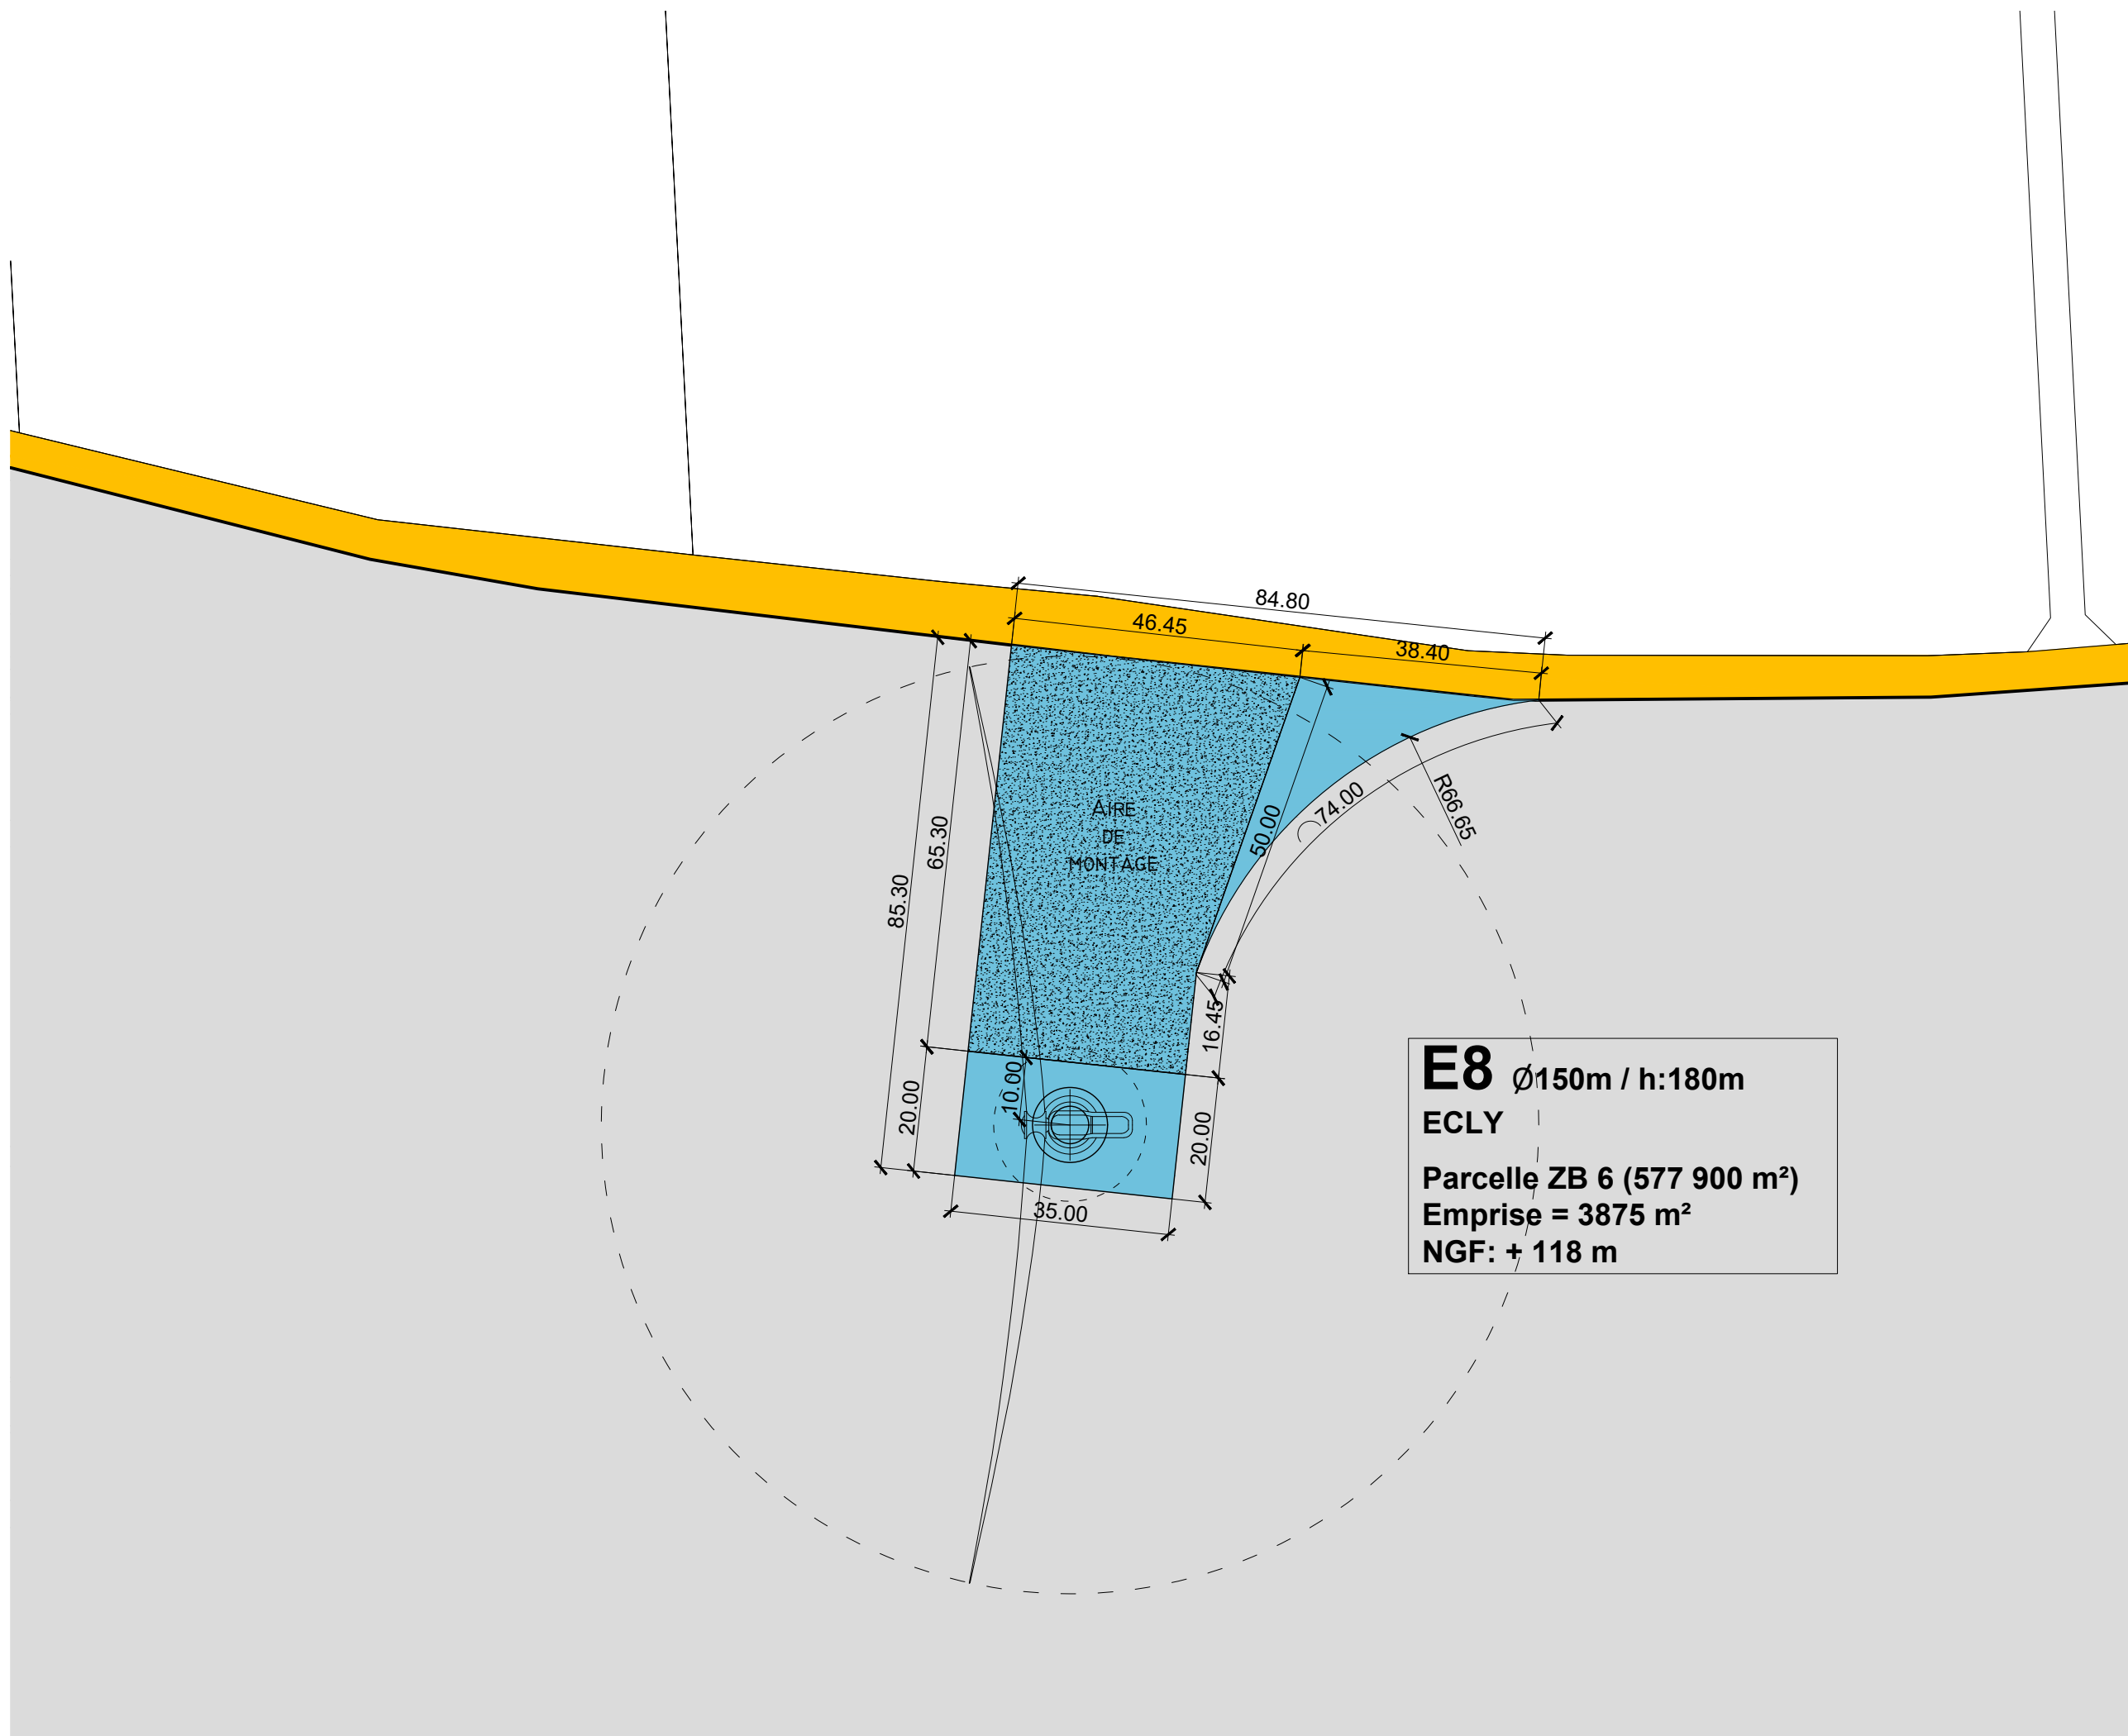 84.80
46.45
38.40
R66.65
74.00
50.00
AIRE
DE
MONTAGE
65.30
85.30
16.45
10.00
20.00
20.00
35.00
E8 Ø150m / h:180m
ECLY
Parcelle ZB 6 (577 900 m²)
Emprise = 3875 m²
NGF: + 118 m